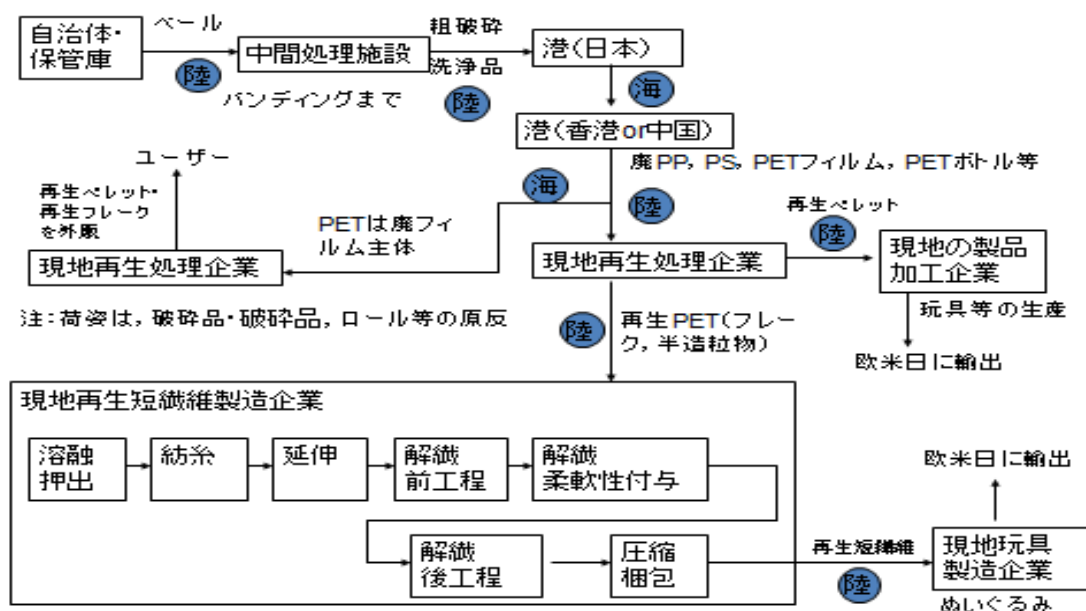 自治体・
保管庫
ベール
陸
中間処理施設
バンディングまで
粗破砕
洗浄品
陸
港(日本)
海
港(香港or中国)
廃PP, PS, PETフィルム, PETボトル等
海
陸
ユーザー
再生ペレット・
再生フレーク
を外販
PETは廃フィ
ルム主体
現地再生処理企業
現地再生処理企業
再生ペレット
陸
現地の製品
加工企業
玩具等の生産
欧米日に輸出
注:荷姿は, 破砕品・破砕品, ロール等の原反
陸
再生PET(フレー
ク, 半造粒物)
現地再生短繊維製造企業
溶融
押出
紡糸
延伸
解繊
前工程
解繊
柔軟性付与
解繊
後工程
圧縮
梱包
再生短繊維
陸
欧米日に輸出
現地玩具
製造企業
ぬいぐるみ